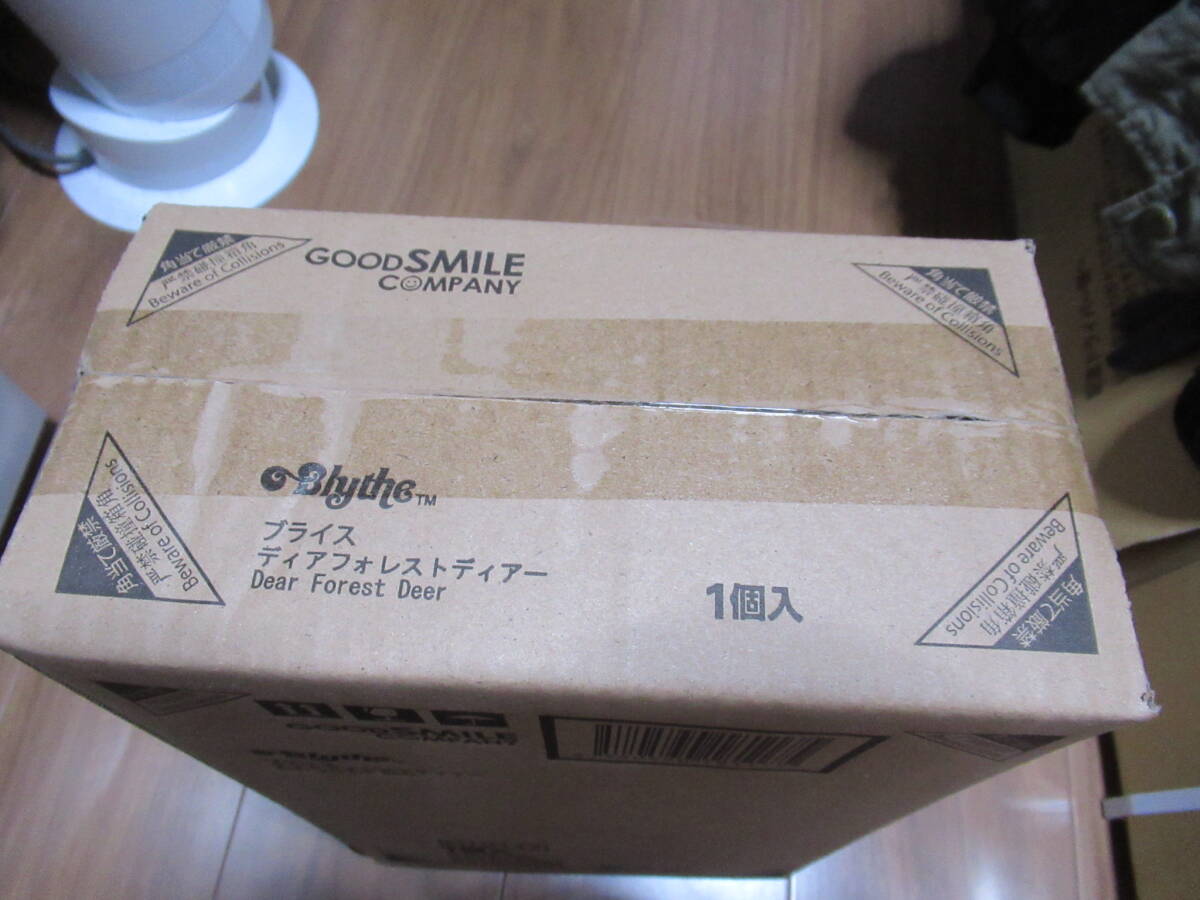 角当て厳禁
严禁碰撞箱角
Beware of Collisions
GOODSMILE
COMPANY
角当て厳禁
严禁碰撞箱角
Beware of Collisions
Blythe™
ブライス
ディアフォレストディアー
Dear Forest Deer
1個入
角当て厳禁
严禁碰撞箱角
Beware of Collisions
角当て厳禁
严禁碰撞箱角
Beware of Collisions
GOODSMILE
COMPANY
Blythe